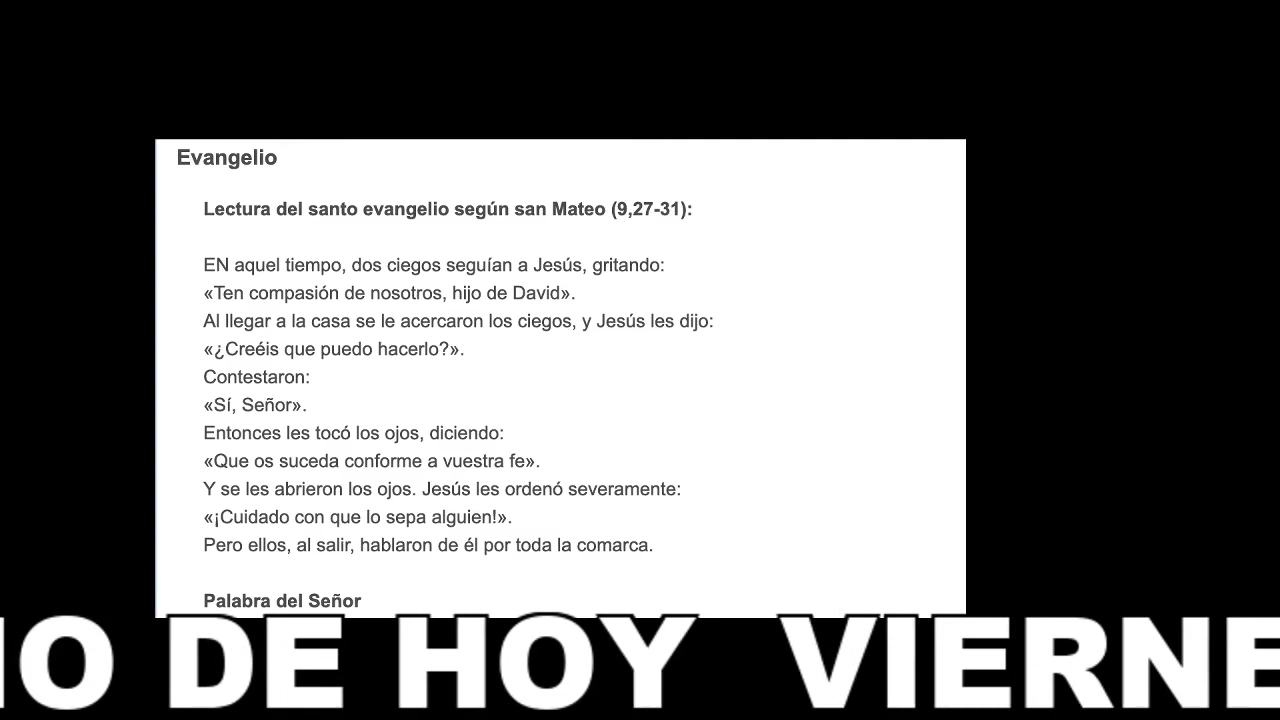 Evangelio
Lectura del santo evangelio según san Mateo (9,27-31):
EN aquel tiempo, dos ciegos seguían a Jesús, gritando:
«Ten compasión de nosotros, hijo de David».
Al llegar a la casa se le acercaron los ciegos, y Jesús les dijo:
«¿Creéis que puedo hacerlo?».
Contestaron:
«Sí, Señor».
Entonces les tocó los ojos, diciendo:
«Que os suceda conforme a vuestra fe».
Y se les abrieron los ojos. Jesús les ordenó severamente:
«¡Cuidado con que lo sepa alguien!».
Pero ellos, al salir, hablaron de él por toda la comarca.
Palabra del Señor
IO DE HOY VIERNE